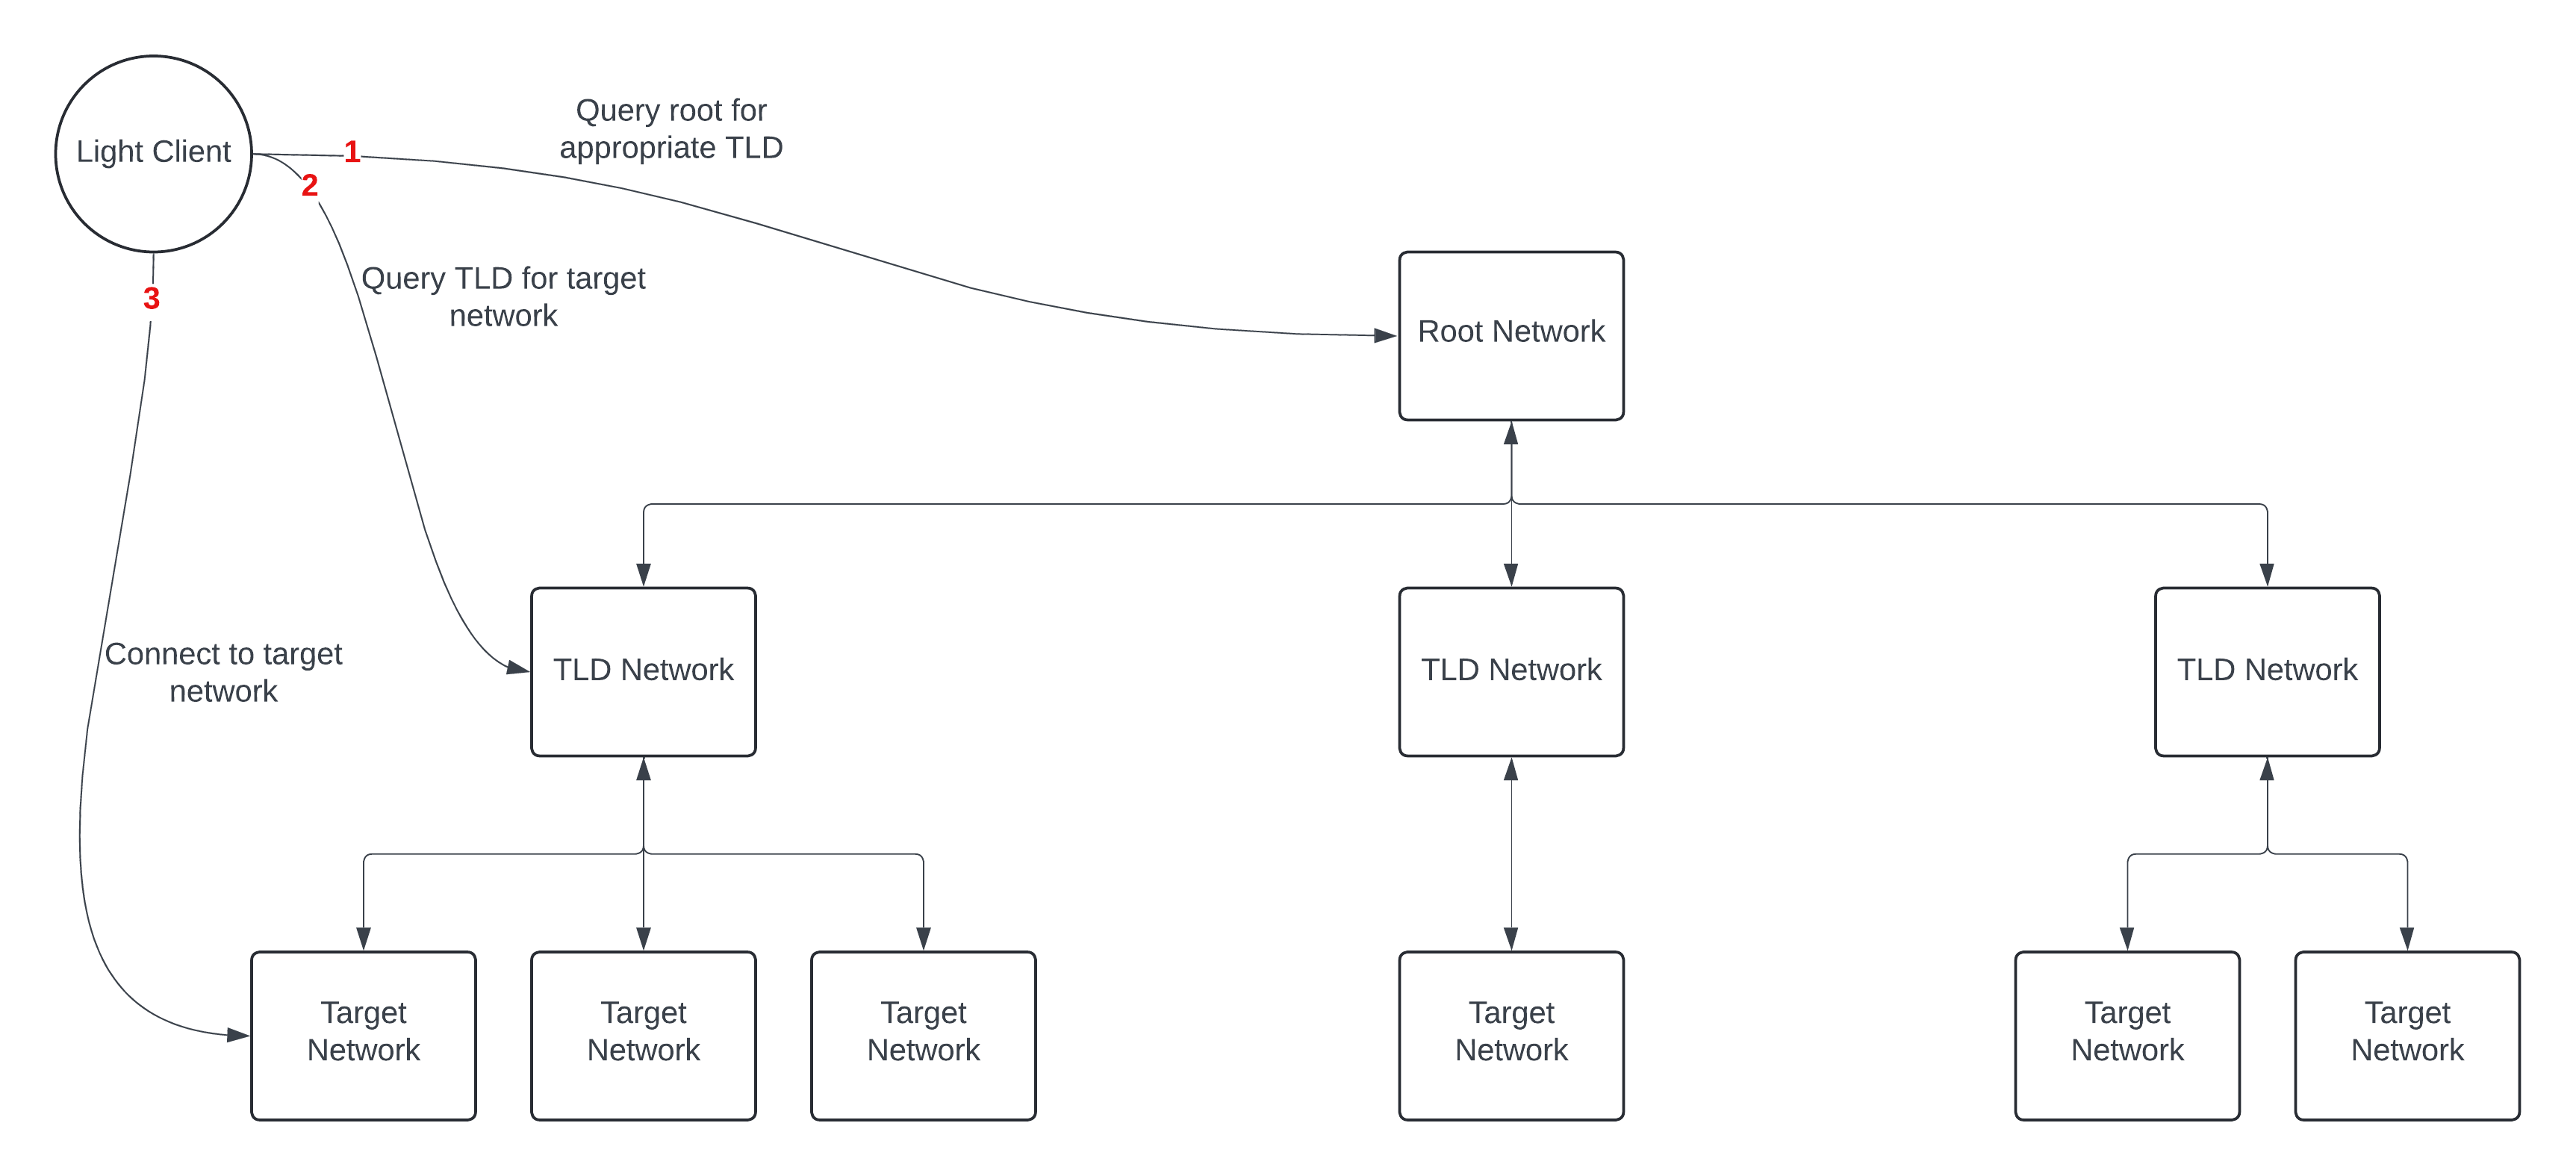 Light Client
1
Query root for
appropriate TLD
2
Query TLD for target
network
3
Root Network
Connect to target
network
TLD Network
TLD Network
TLD Network
Target
Network
Target
Network
Target
Network
Target
Network
Target
Network
Target
Network